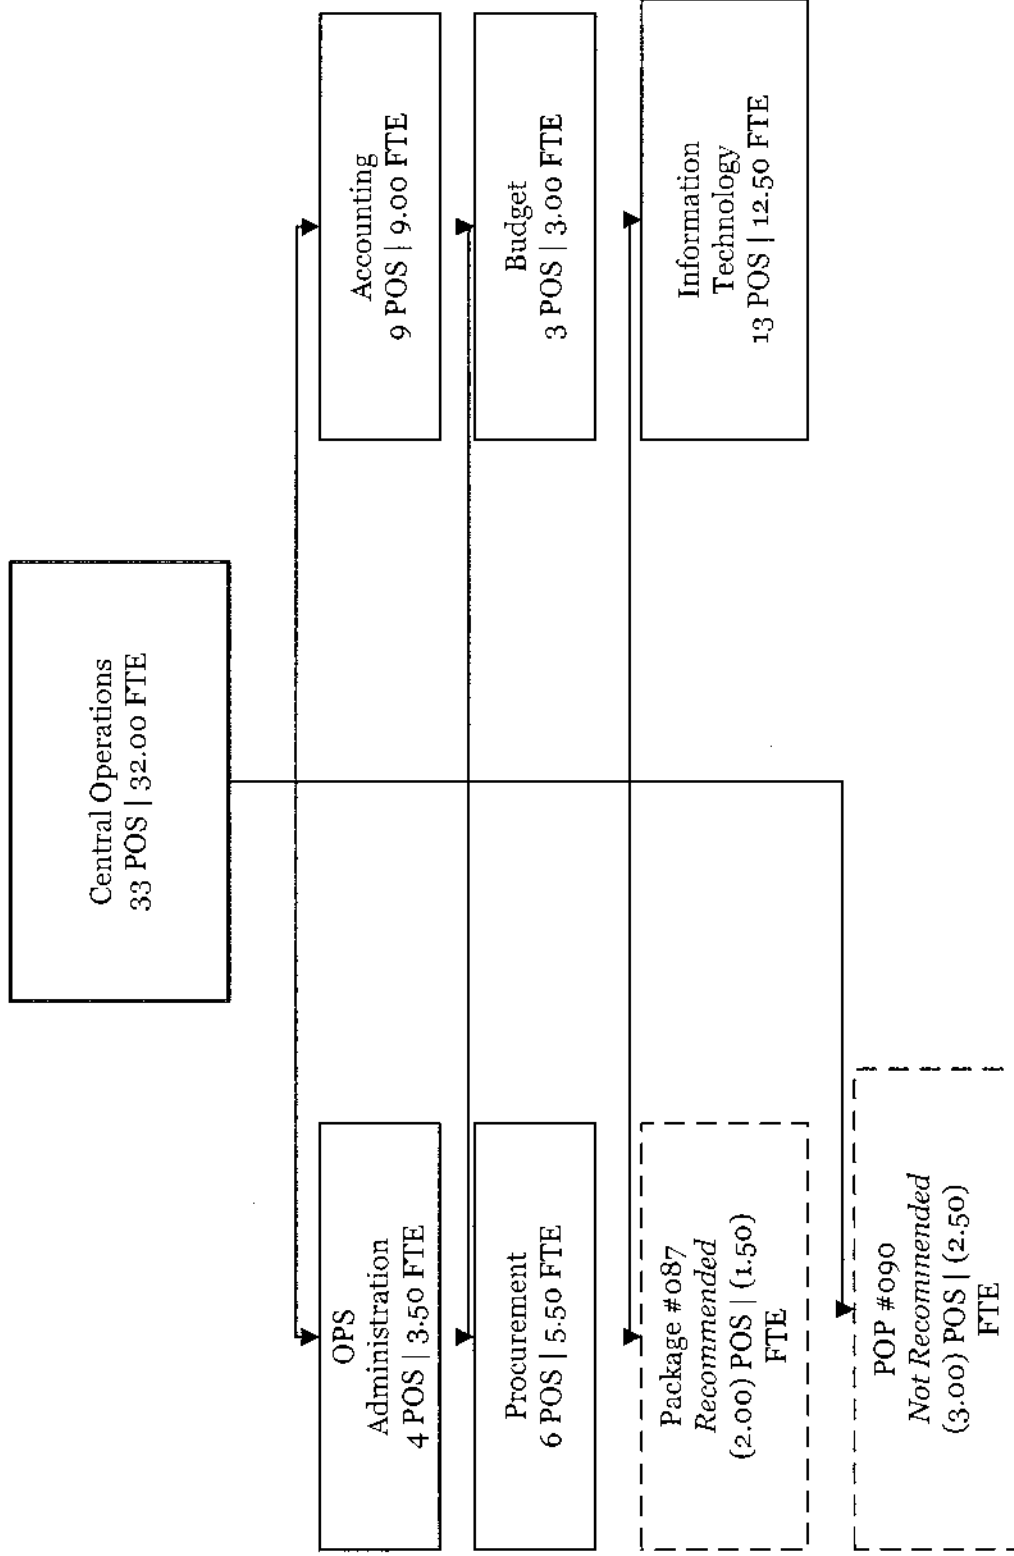 Central Operations
33 POS | 32.00 FTE
OPS
Administration
4 POS | 3.50 FTE
Accounting
9 POS | 9.00 FTE
Procurement
6 POS | 5.50 FTE
Budget
3 POS | 3.00 FTE
Package #087
Recommended
(2.00) POS | (1.50)
FTE
Information
Technology
13 POS | 12.50 FTE
POP #090
Not Recommended
(3.00) POS | (2.50)
FTE